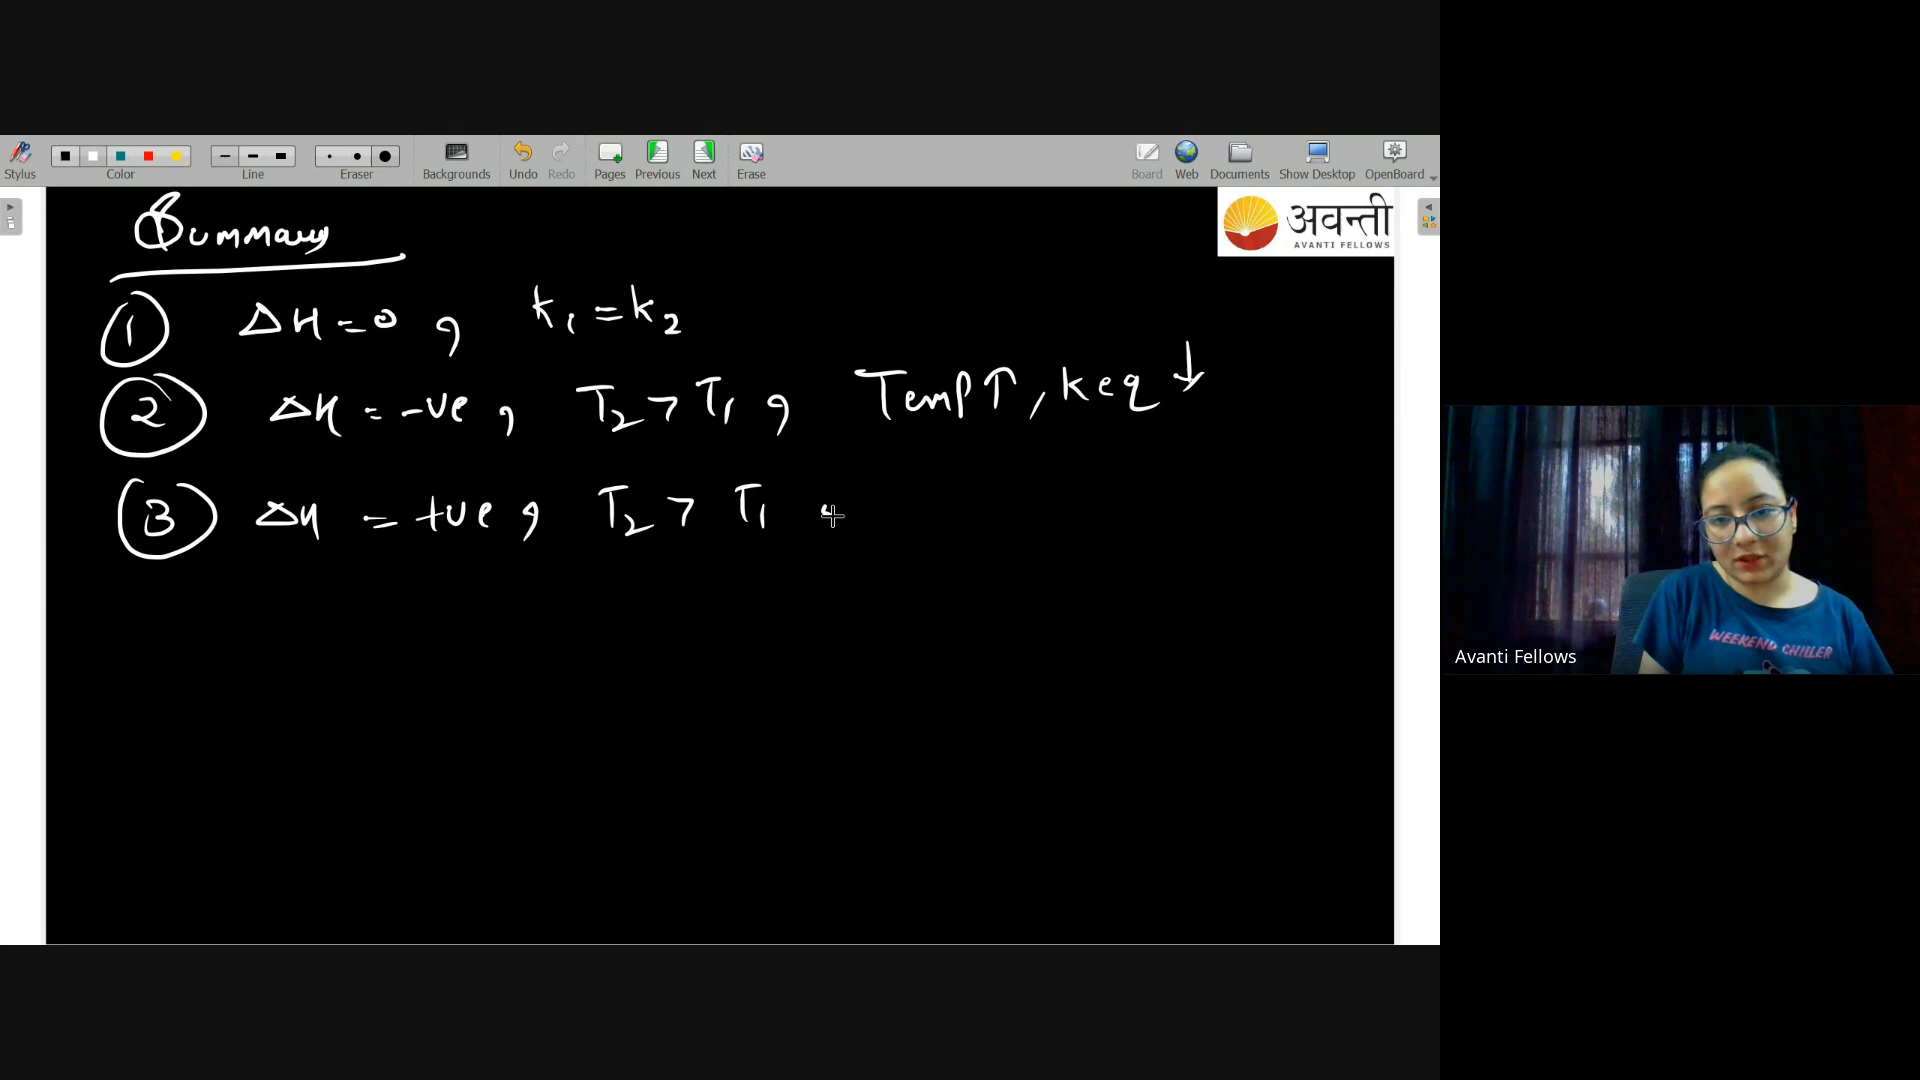 Stylus Color Line Eraser Backgrounds Undo Redo Pages Previous Next Erase Board Web Documents Show Desktop OpenBoard
Summary
अवन्ती
AVANTI FELLOWS
1 ΔH = 0 , K1 = K2
2 ΔH = -ve , T2 > T1 , Temp ↑ , Keq ↓
3 ΔH = +ve , T2 > T1
WEEKEND CHILLER
Avanti Fellows